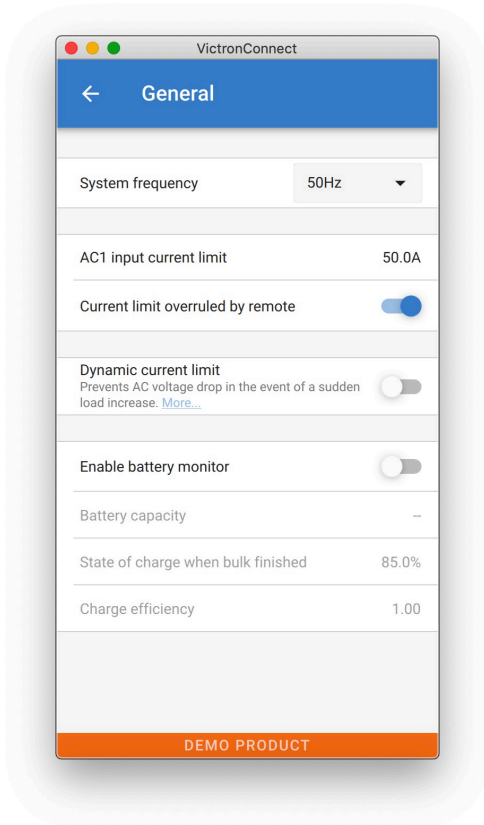 VictronConnect
General
System frequency 50Hz
AC1 input current limit 50.0A
Current limit overruled by remote
Dynamic current limit
Prevents AC voltage drop in the event of a sudden
load increase. More...
Enable battery monitor
Battery capacity --
State of charge when bulk finished 85.0%
Charge efficiency 1.00
DEMO PRODUCT